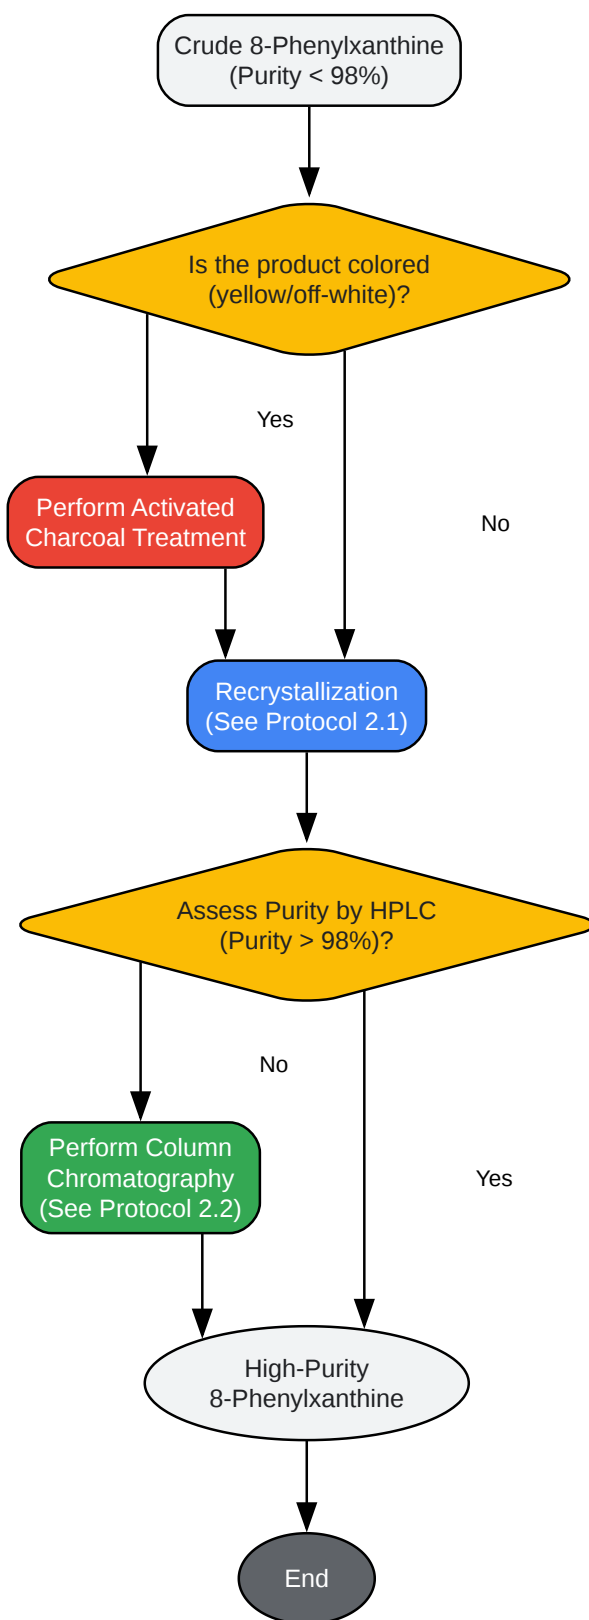 Crude 8-Phenylxanthine
(Purity < 98%)
Is the product colored
(yellow/off-white)?
Yes
Perform Activated
Charcoal Treatment
No
Recrystallization
(See Protocol 2.1)
Assess Purity by HPLC
(Purity > 98%)?
No
Perform Column
Chromatography
(See Protocol 2.2)
Yes
High-Purity
8-Phenylxanthine
End